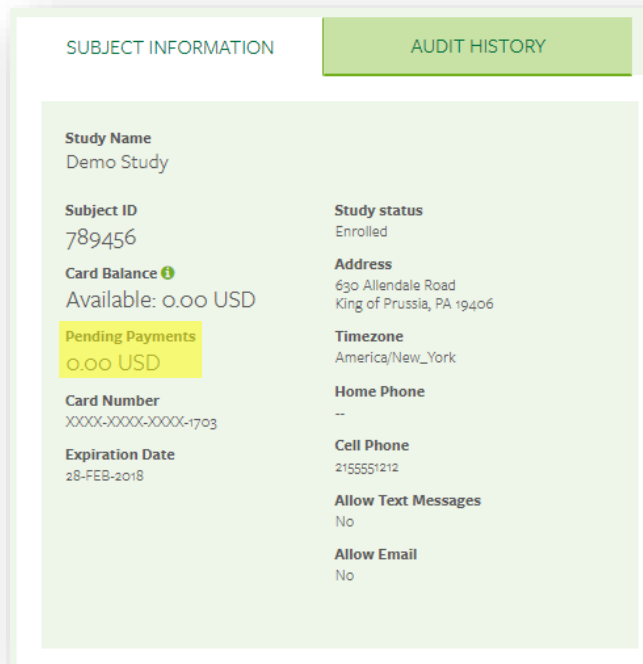 SUBJECT INFORMATION
AUDIT HISTORY
Study Name
Demo Study
Subject ID
789456
Card Balance
Available: 0.00 USD
Pending Payments
0.00 USD
Card Number
XXXX-XXXX-XXXX-1703
Expiration Date
28-FEB-2018
Study status
Enrolled
Address
630 Allendale Road
King of Prussia, PA 19406
Timezone
America/New_York
Home Phone
--
Cell Phone
2155551212
Allow Text Messages
No
Allow Email
No